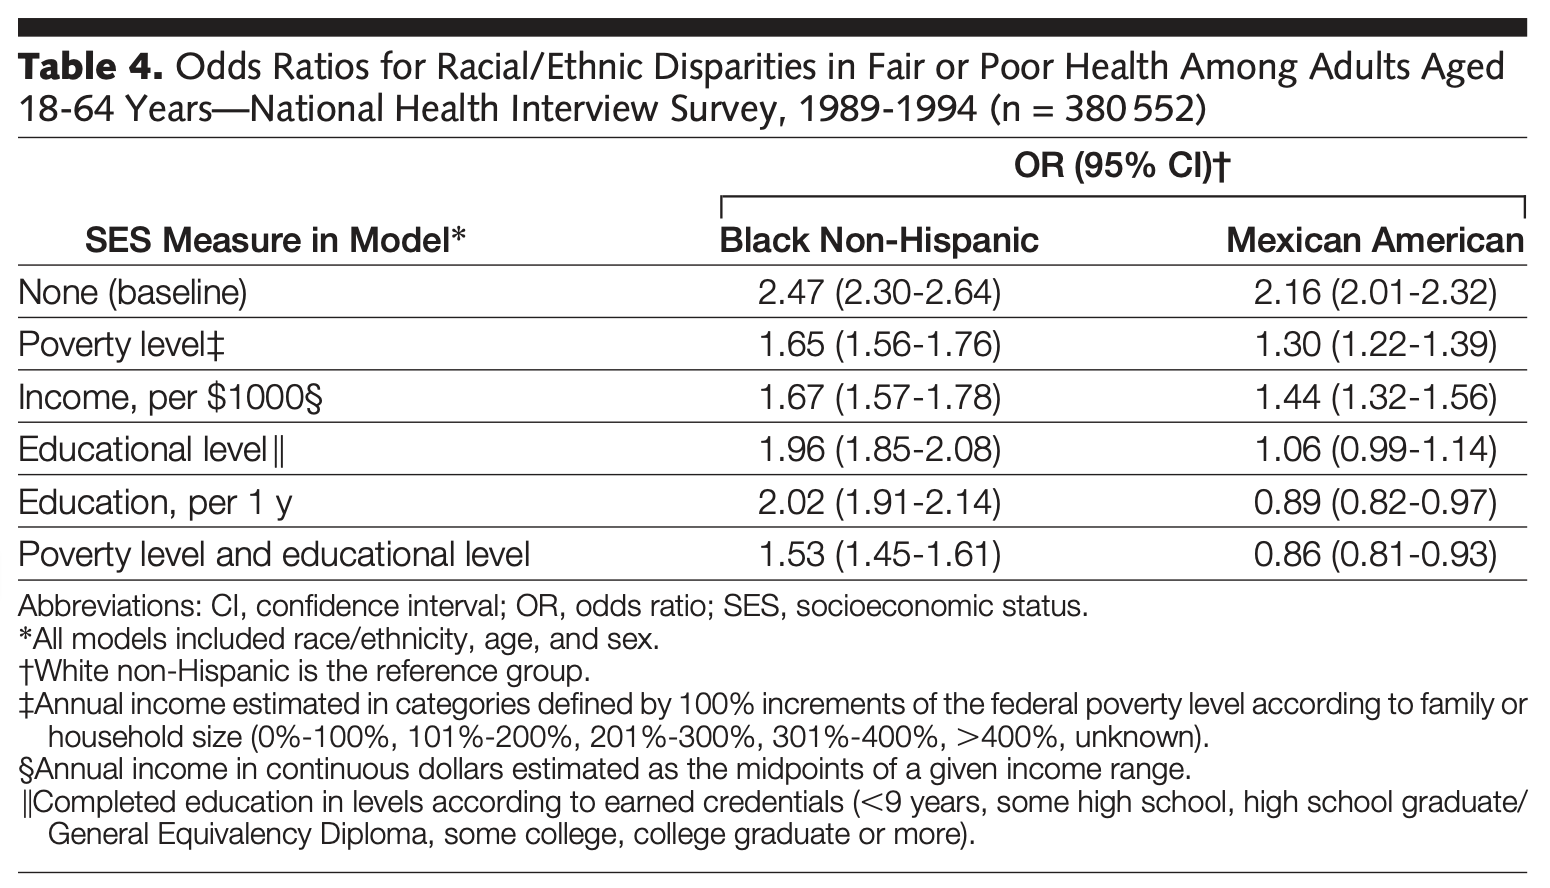 Table 4. Odds Ratios for Racial/Ethnic Disparities in Fair or Poor Health Among Adults Aged
18-64 Years—National Health Interview Survey, 1989-1994 (n = 380 552)
OR (95% CI)†
SES Measure in Model* Black Non-Hispanic Mexican American
None (baseline) 2.47 (2.30-2.64) 2.16 (2.01-2.32)
Poverty level‡ 1.65 (1.56-1.76) 1.30 (1.22-1.39)
Income, per $1000§ 1.67 (1.57-1.78) 1.44 (1.32-1.56)
Educational level∥ 1.96 (1.85-2.08) 1.06 (0.99-1.14)
Education, per 1 y 2.02 (1.91-2.14) 0.89 (0.82-0.97)
Poverty level and educational level 1.53 (1.45-1.61) 0.86 (0.81-0.93)
Abbreviations: CI, confidence interval; OR, odds ratio; SES, socioeconomic status.
*All models included race/ethnicity, age, and sex.
†White non-Hispanic is the reference group.
‡Annual income estimated in categories defined by 100% increments of the federal poverty level according to family or
household size (0%-100%, 101%-200%, 201%-300%, 301%-400%, >400%, unknown).
§Annual income in continuous dollars estimated as the midpoints of a given income range.
∥Completed education in levels according to earned credentials (<9 years, some high school, high school graduate/
General Equivalency Diploma, some college, college graduate or more).